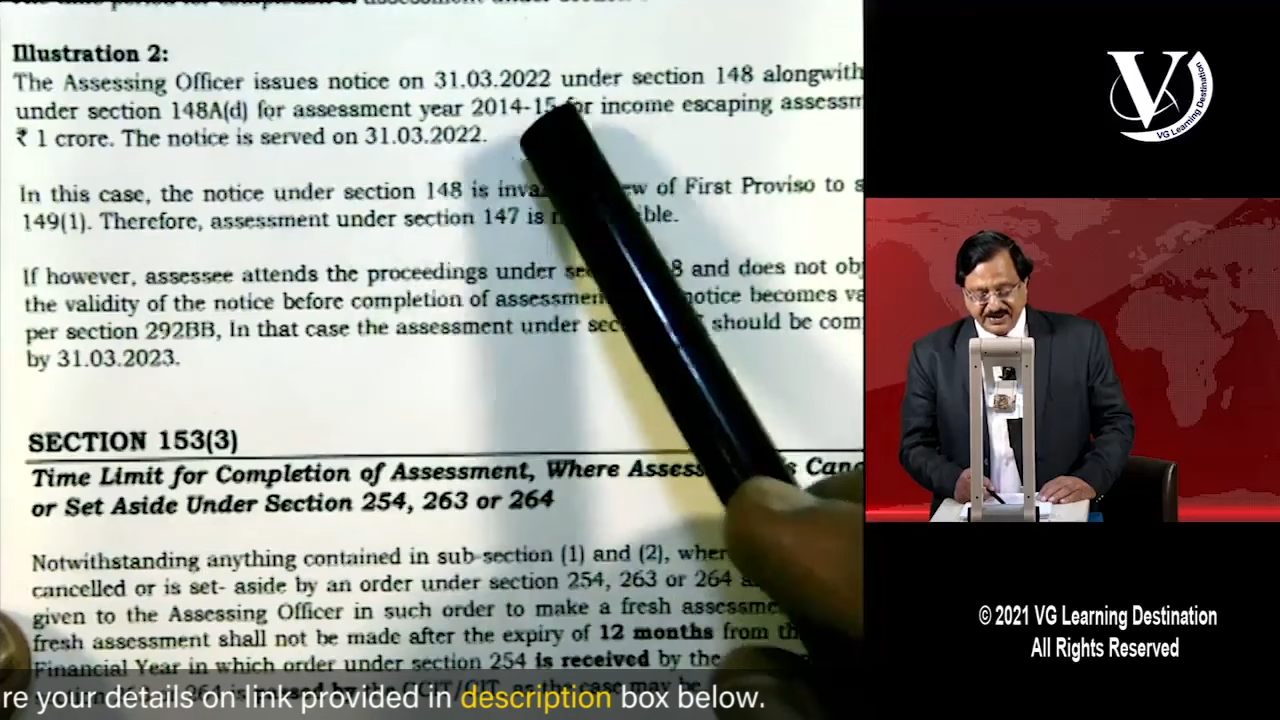 Illustration 2:
The Assessing Officer issues notice on 31.03.2022 under section 148 alongwith
under section 148A(d) for assessment year 2014-15 for income escaping assessm
₹ 1 crore. The notice is served on 31.03.2022.
In this case, the notice under section 148 is of First Proviso to
149(1). Therefore, assessment under section 147 is
If however, assessee attends the proceedings under and does not obj
the validity of the notice before completion of notice becomes va
per section 292BB, In that case the assessment under should be com
by 31.03.2023.
SECTION 153(3)
Time Limit for Completion of Assessment, Where Canc
or Set Aside Under Section 254, 263 or 264
Notwithstanding anything contained in sub-section (1) and (2),
cancelled or is set- aside by an order under section 254, 263 or 264
given to the Assessing Officer in such order to make a fresh
fresh assessment shall not be made after the expiry of 12 months from
Financial Year in which order under section 254 is received by the
re your details on link provided in description box below.
V
VG Learning Destination
© 2021 VG Learning Destination
All Rights Reserved